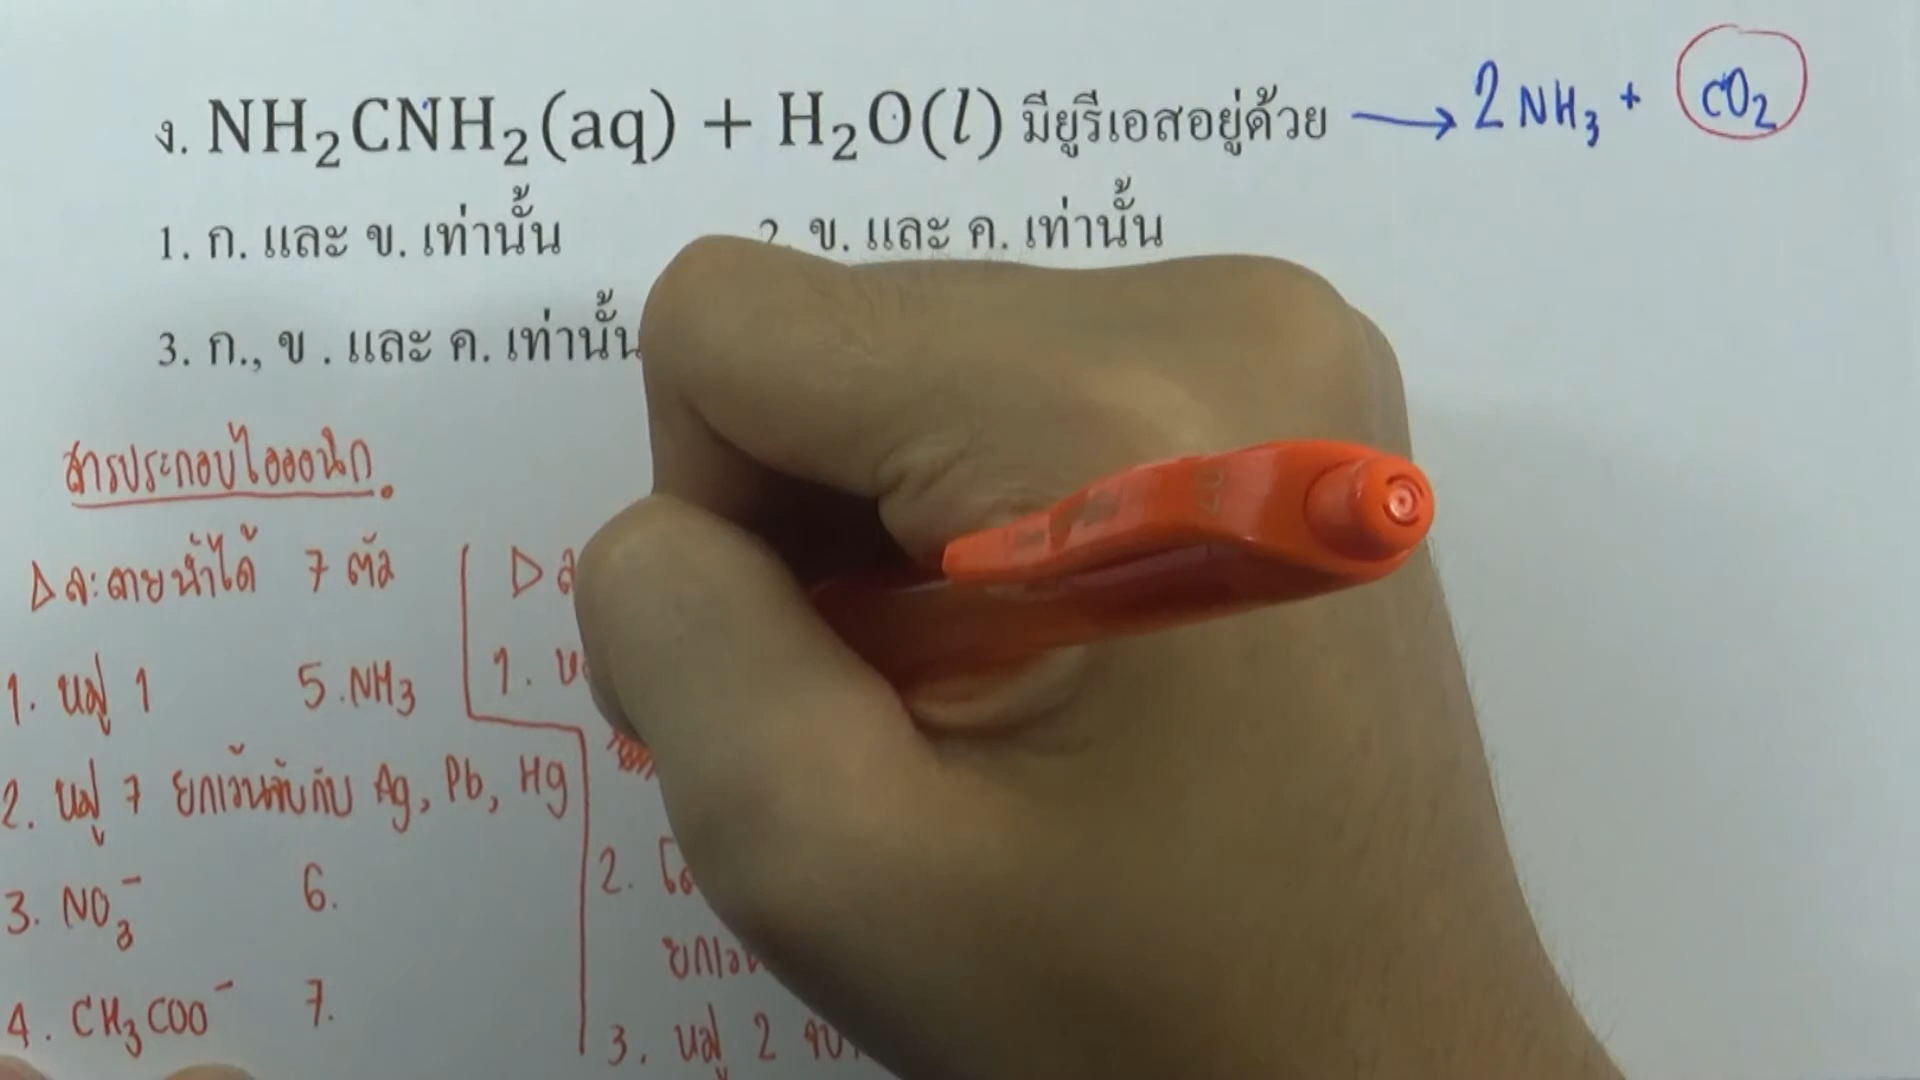 ง. NH₂CNH₂(aq) + H₂O(l) มียูรีเอสอยู่ด้วย ⟶ 2NH₃ + CO₂
1. ก. และ ข. เท่านั้น 2. ข. และ ค. เท่านั้น
3. ก., ข . และ ค. เท่านั้น
สารประกอบไอออนิก
▷ ละลายน้ำได้ 7 ตัว
1. หมู่ 1 5. NH₃
2. หมู่ 7 ยกเว้นจับกับ Ag, Pb, Hg
3. NO₃⁻ 6.
4. CH₃COO⁻ 7.
▷
1.
2.
ยกเว้น
3. หมู่ 2